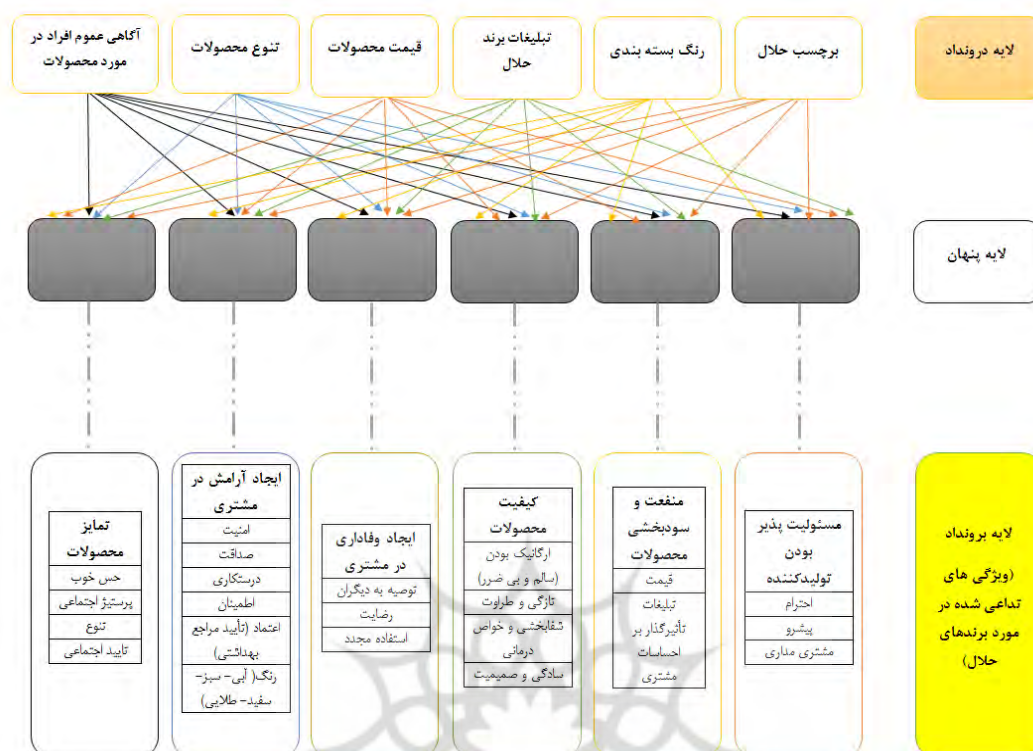 لایه درونداد
برچسب حلال
رنگ بسته بندی
تبلیغات برند
حلال
قیمت محصولات
تنوع محصولات
آگاهی عموم افراد در
مورد محصولات
لایه پنهان
لایه برونداد
(ویژگی های
تداعی شده در
مورد برندهای
حلال)
مسئولیت پذیر
بودن
تولیدکننده
احترام
پیشرو
مشتری مداری
منفعت و
سودبخشی
محصولات
قیمت
تبلیغات
تأثیرگذار بر
احساسات
مشتری
کیفیت
محصولات
ارگانیک بودن
(سالم و بی ضرر)
تازگی و طراوت
شفابخشی و خواص
درمانی
سادگی و صمیمیت
ایجاد وفاداری
در مشتری
توصیه به دیگران
رضایت
استفاده مجدد
ایجاد آرامش در
مشتری
امنیت
صداقت
درستکاری
اطمینان
اعتماد (تأیید مراجع
بهداشتی)
رنگ( آبی- سبز-
سفید- طلایی)
تمایز
محصولات
حس خوب
پرستیژ اجتماعی
تنوع
تایید اجتماعی